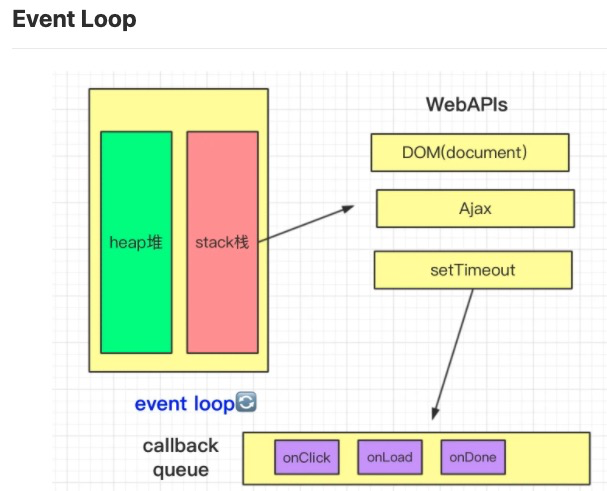 Event Loop
WebAPIs
DOM(document)
Ajax
heap堆
stack栈
setTimeout
event loop🔄
callback
queue
onClick
onLoad
onDone